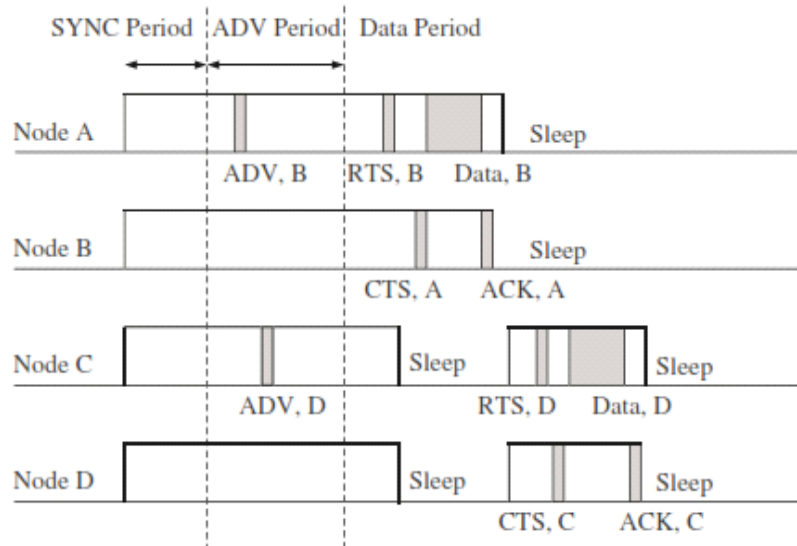 SYNC Period ADV Period Data Period
Node A Sleep
ADV, B RTS, B Data, B
Node B Sleep
CTS, A ACK, A
Node C Sleep Sleep
ADV, D RTS, D Data, D
Node D Sleep Sleep
CTS, C ACK, C